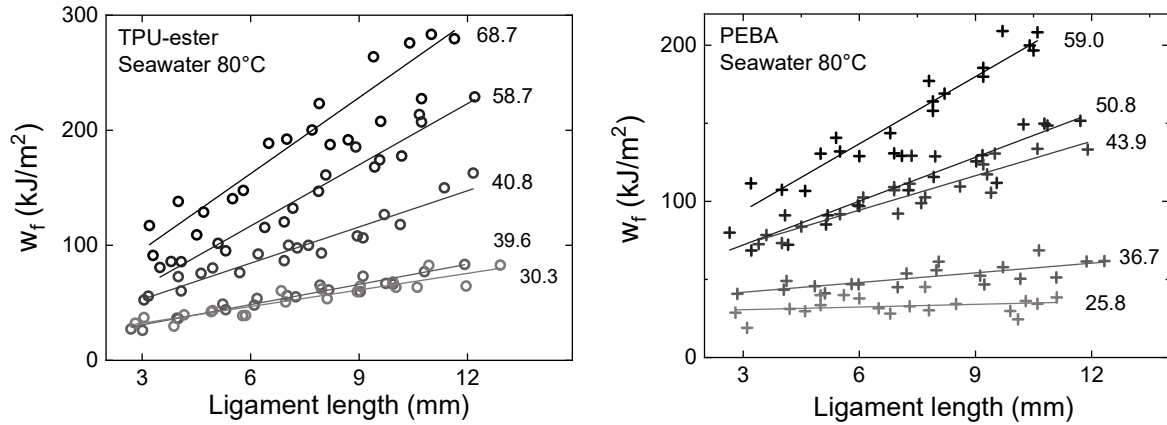 TPU-ester
Seawater 80°C
300
200
100
0
w_f (kJ/m²)
68.7
58.7
40.8
39.6
30.3
3 6 9 12
Ligament length (mm)
PEBA
Seawater 80°C
200
100
0
w_f (kJ/m²)
59.0
50.8
43.9
36.7
25.8
3 6 9 12
Ligament length (mm)